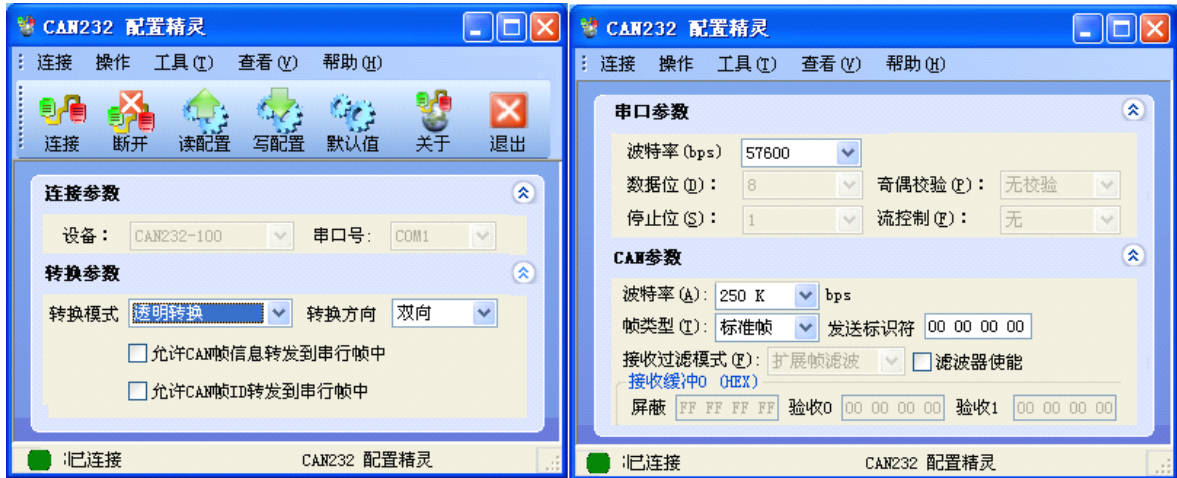 CAN232 配置精灵
连接 操作 工具(T) 查看(V) 帮助(H)
连接 断开 读配置 写配置 默认值 关于 退出
连接参数
设备： CAN232-100 串口号: COM1
转换参数
转换模式 透明转换 转换方向 双向
允许CAN帧信息转发到串行帧中
允许CAN帧ID转发到串行帧中
已连接 CAN232 配置精灵
CAN232 配置精灵
连接 操作 工具(T) 查看(V) 帮助(H)
串口参数
波特率(bps) 57600
数据位(D)： 8 奇偶校验(P)： 无校验
停止位(S)： 1 流控制(F)： 无
CAN参数
波特率(A): 250 K bps
帧类型(T): 标准帧 发送标识符 00 00 00 00
接收过滤模式(F): 扩展帧滤波 滤波器使能
接收缓冲0 (HEX)
屏蔽 FF FF FF FF 验收0 00 00 00 00 验收1 00 00 00 00
已连接 CAN232 配置精灵